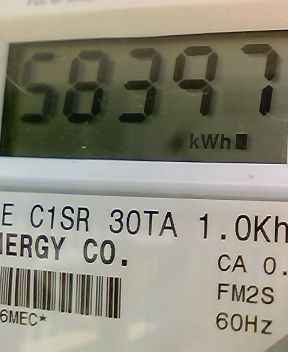 58397
kWh
E C1SR 30TA 1.0Kh
NERGY CO.
CA 0.
FM2S
6MEC*
60Hz